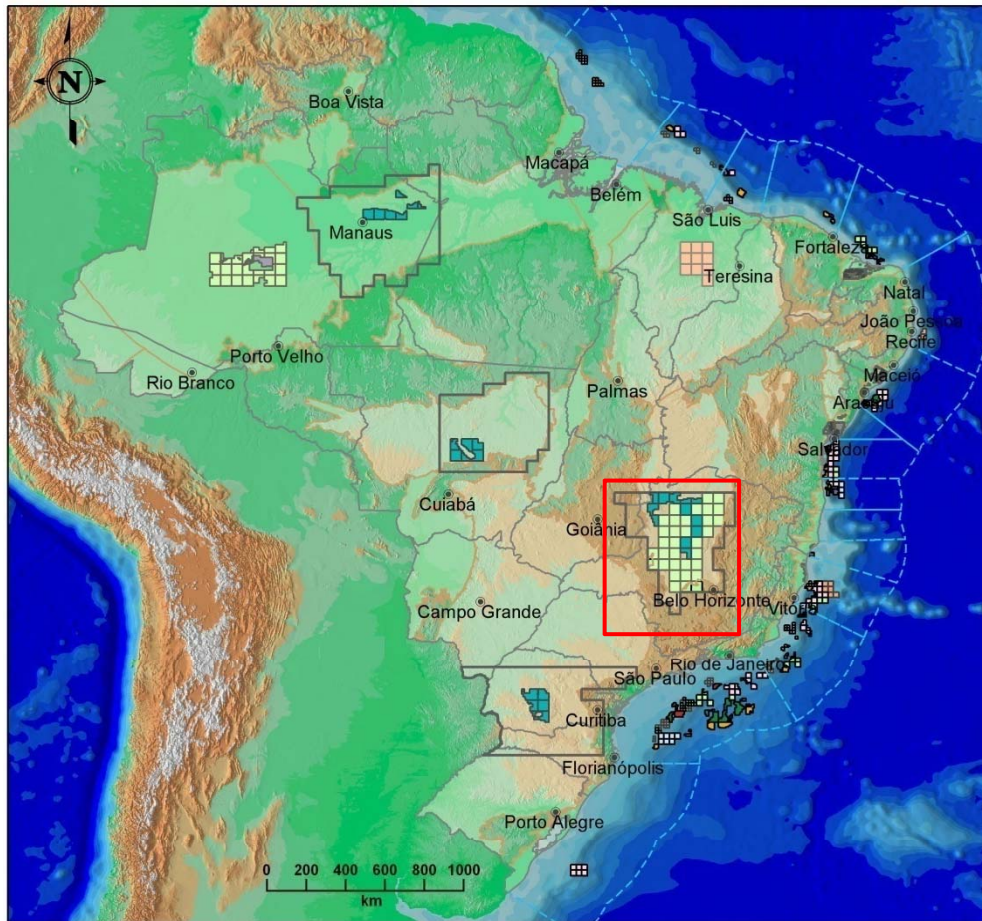 N
Boa Vista
Macapá
Belém
São Luis
Manaus
Fortaleza
Teresina
Natal
João Pessoa
Recife
Porto Velho
Rio Branco
Maceió
Palmas
Aracaju
Salvador
Cuiabá
Goiânia
Belo Horizonte
Campo Grande
Vitória
Rio de Janeiro
São Paulo
Curitiba
Florianópolis
Porto Alegre
0 200 400 600 800 1000
km